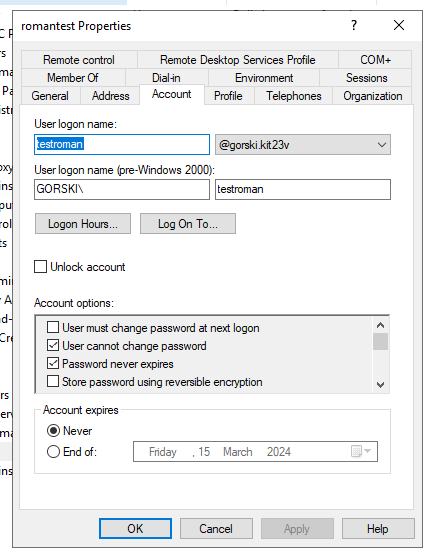 romantest Properties
Remote control Remote Desktop Services Profile COM+
Member Of Dial-in Environment Sessions
General Address Account Profile Telephones Organization
User logon name:
testroman @gorski.kit23v
User logon name (pre-Windows 2000):
GORSKI\ testroman
Logon Hours... Log On To...
Unlock account
Account options:
User must change password at next logon
User cannot change password
Password never expires
Store password using reversible encryption
Account expires
Never
End of: Friday , 15 March 2024
OK Cancel Apply Help